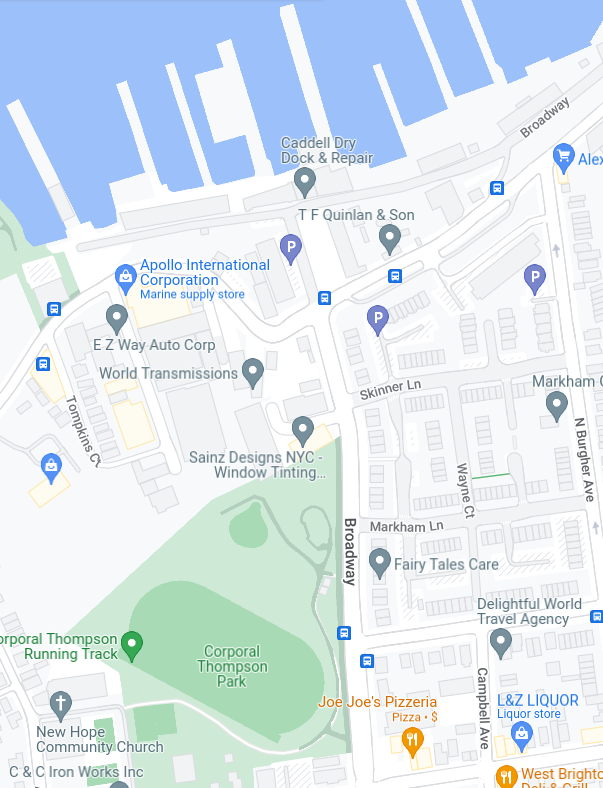 Broadway
Caddell Dry
Dock & Repair
Alex
T F Quinlan & Son
P
Apollo International
Corporation
Marine supply store
P
P
E Z Way Auto Corp
World Transmissions
Skinner Ln
Markham
Tompkins Ct
N Burgher Ave
Sainz Designs NYC -
Window Tinting...
Wayne Ct
Broadway
Markham Ln
Fairy Tales Care
Delightful World
Travel Agency
orporal Thompson
Running Track
Corporal
Thompson
Park
Campbell Ave
Joe Joe's Pizzeria
Pizza • $
L&Z LIQUOR
Liquor store
New Hope
Community Church
C & C Iron Works Inc
West Brighto
Deli & Grill